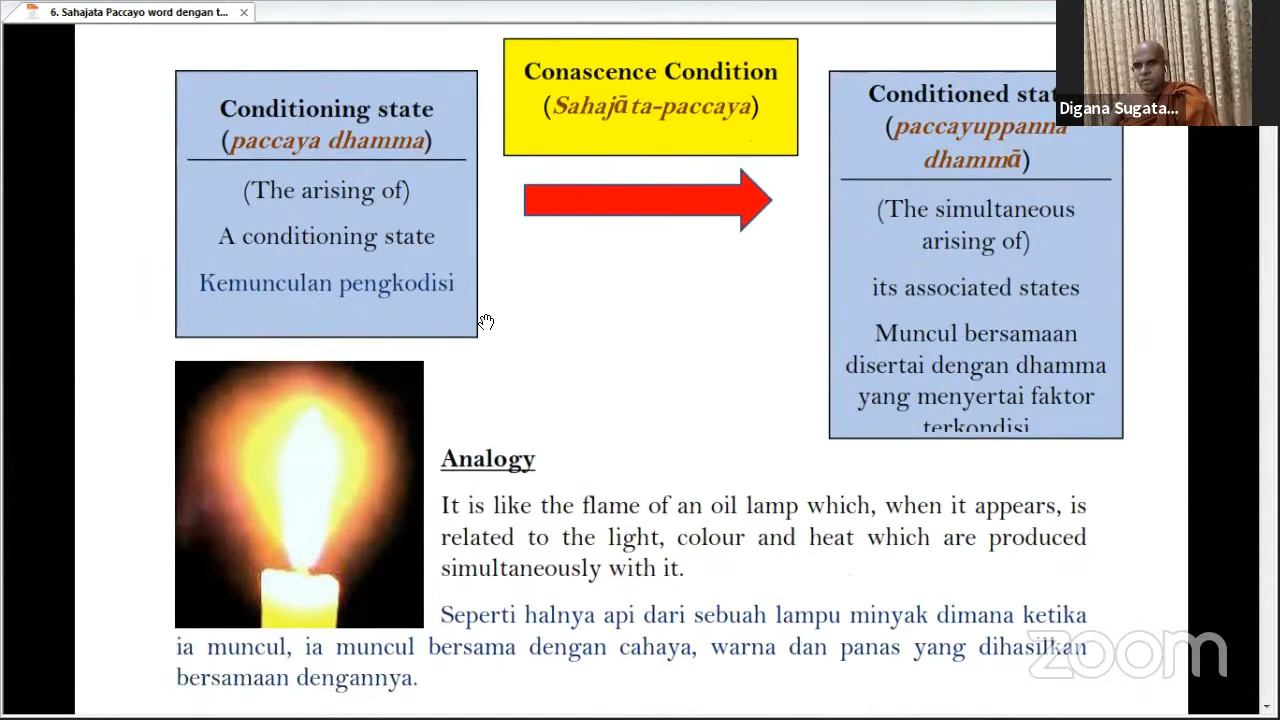 6. Sahajata Paccayo word dengan t...
Conditioning state
(paccaya dhamma)
(The arising of)
A conditioning state
Kemunculan pengkodisi
Conascence Condition
(Sahajāta-paccaya)
Conditioned stat
(paccayuppanna
dhammā)
(The simultaneous
arising of)
its associated states
Muncul bersamaan
disertai dengan dhamma
yang menyertai faktor
terkondisi
Digana Sugata...
Analogy
It is like the flame of an oil lamp which, when it appears, is
related to the light, colour and heat which are produced
simultaneously with it.
Seperti halnya api dari sebuah lampu minyak dimana ketika
ia muncul, ia muncul bersama dengan cahaya, warna dan panas yang dihasilkan
bersamaan dengannya.
zoom